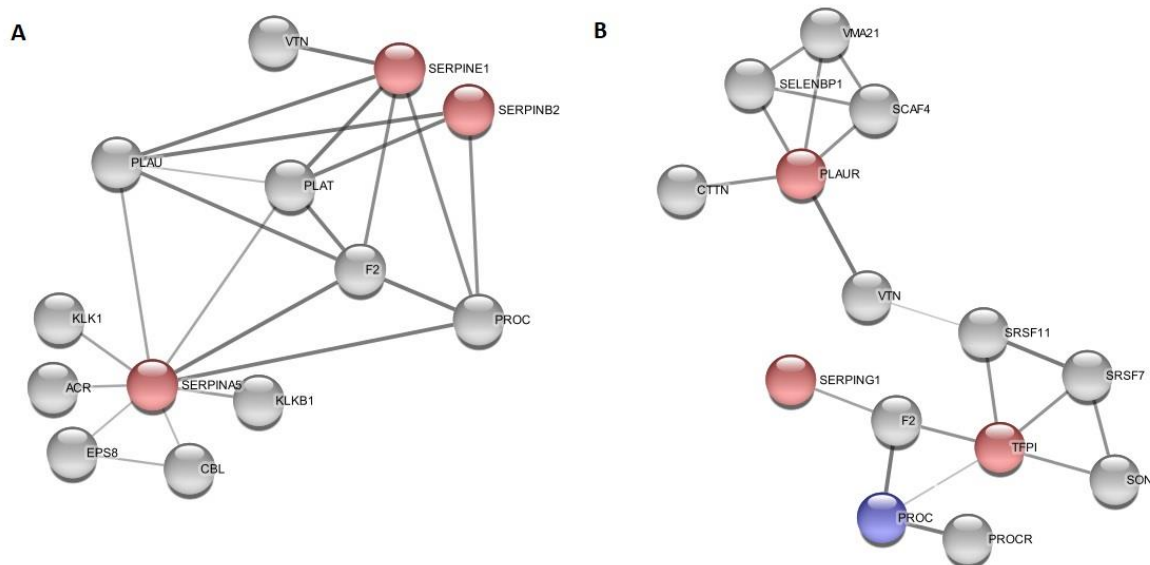 A
VTN
SERPINE1
SERPINB2
PLAU
PLAT
F2
PROC
KLK1
ACR
SERPINA5
KLKB1
EPS8
CBL
B
VMA21
SELENBP1
SCAF4
PLAUR
CTTN
VTN
SRSF11
SRSF7
SERPING1
F2
TFPI
SON
PROC
PROCR